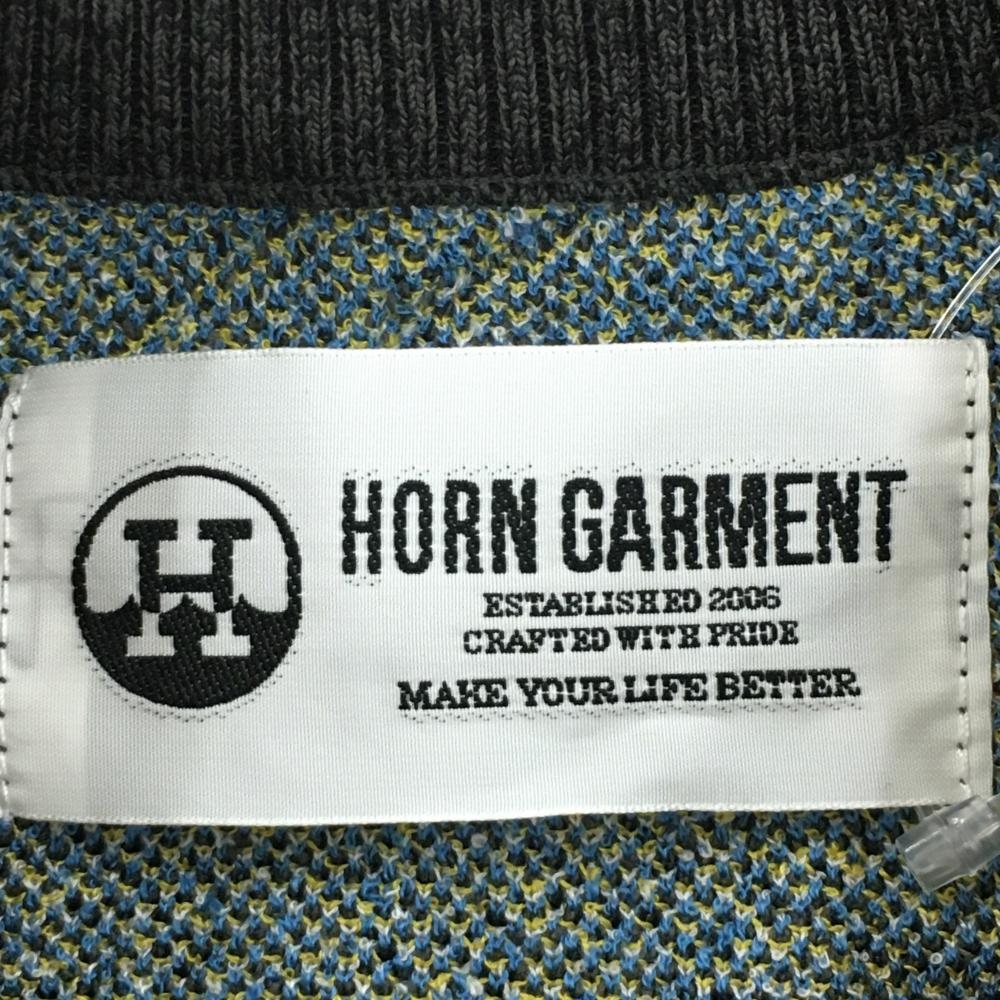 H
HORN GARMENT
ESTABLISHED 2006
CRAFTED WITH PRIDE
MAKE YOUR LIFE BETTER